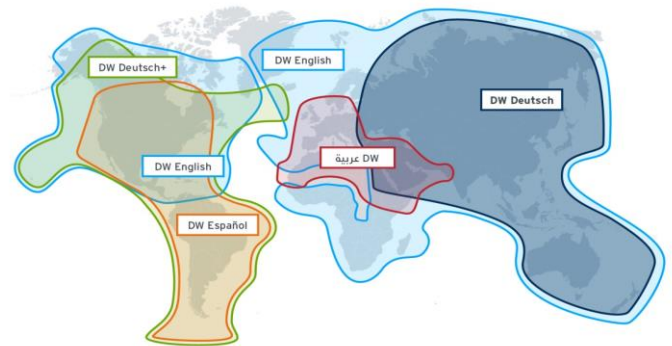 DW Deutsch+
DW English
DW Deutsch
DW عربية
DW English
DW Español